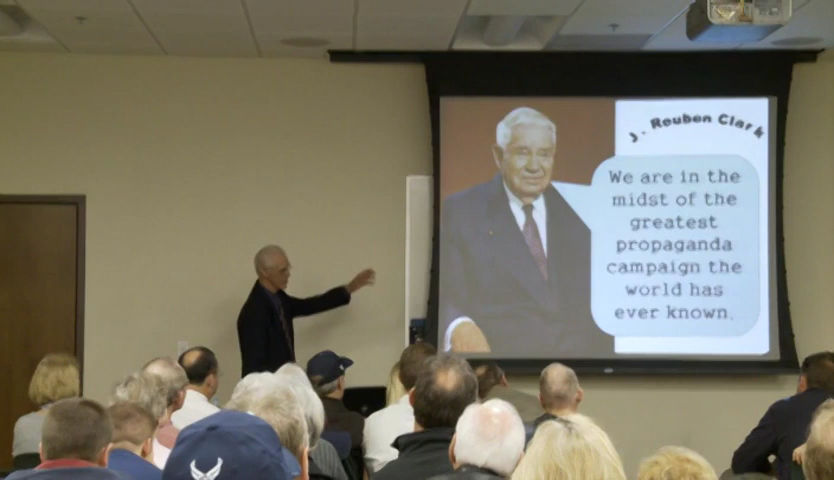 J. Reuben Clark
We are in the
midst of the
greatest
propaganda
campaign the
world has
ever known.